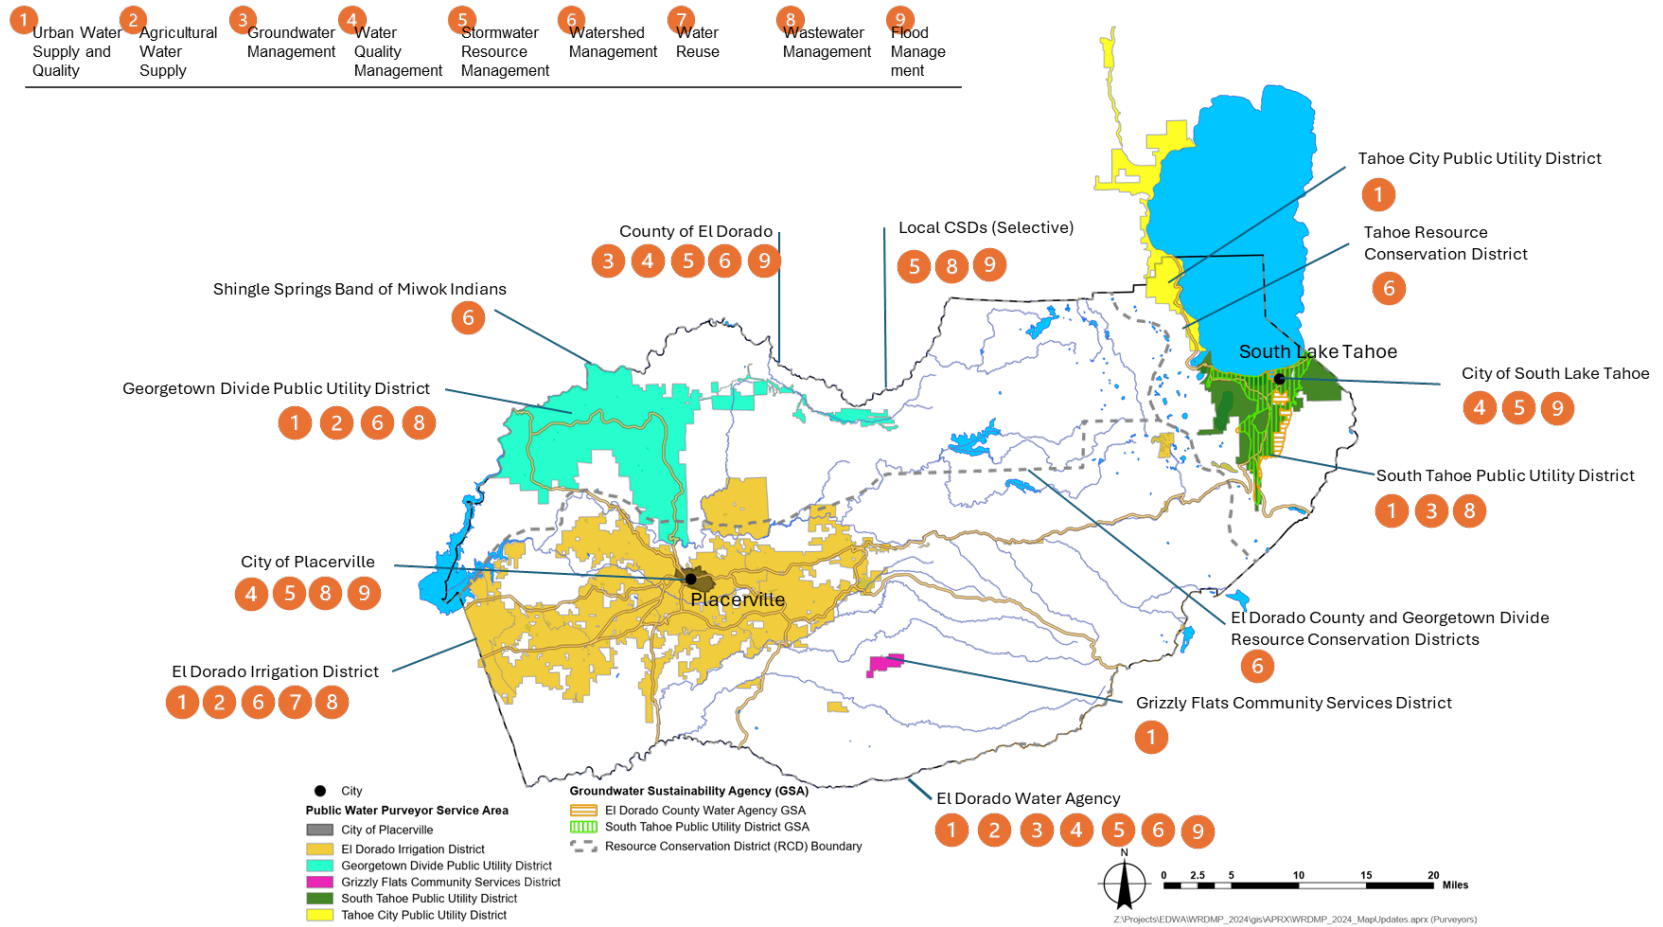 1 2 3 4 5 6 7 8 9
Urban Water
Supply and
Quality
Agricultural
Water
Supply
Groundwater
Management
Water
Quality
Management
Stormwater
Resource
Management
Watershed
Management
Water
Reuse
Wastewater
Management
Flood
Manage
ment
Tahoe City Public Utility District
1
Tahoe Resource
Conservation District
6
County of El Dorado
3 4 5 6 9
Local CSDs (Selective)
5 8 9
Shingle Springs Band of Miwok Indians
6
South Lake Tahoe
City of South Lake Tahoe
4 5 9
Georgetown Divide Public Utility District
1 2 6 8
South Tahoe Public Utility District
1 3 8
City of Placerville
4 5 8 9
Placerville
El Dorado County and Georgetown Divide
Resource Conservation Districts
6
El Dorado Irrigation District
1 2 6 7 8
Grizzly Flats Community Services District
1
El Dorado Water Agency
1 2 3 4 5 6 9
City
Public Water Purveyor Service Area
City of Placerville
El Dorado Irrigation District
Georgetown Divide Public Utility District
Grizzly Flats Community Services District
South Tahoe Public Utility District
Tahoe City Public Utility District
Groundwater Sustainability Agency (GSA)
El Dorado County Water Agency GSA
South Tahoe Public Utility District GSA
Resource Conservation District (RCD) Boundary
N
0 2.5 5 10 15 20
Miles
Z:\Projects\EDWA\WRDMP_2024\gis\APRX\WRDMP_2024_MapUpdates.aprx (Purveyors)